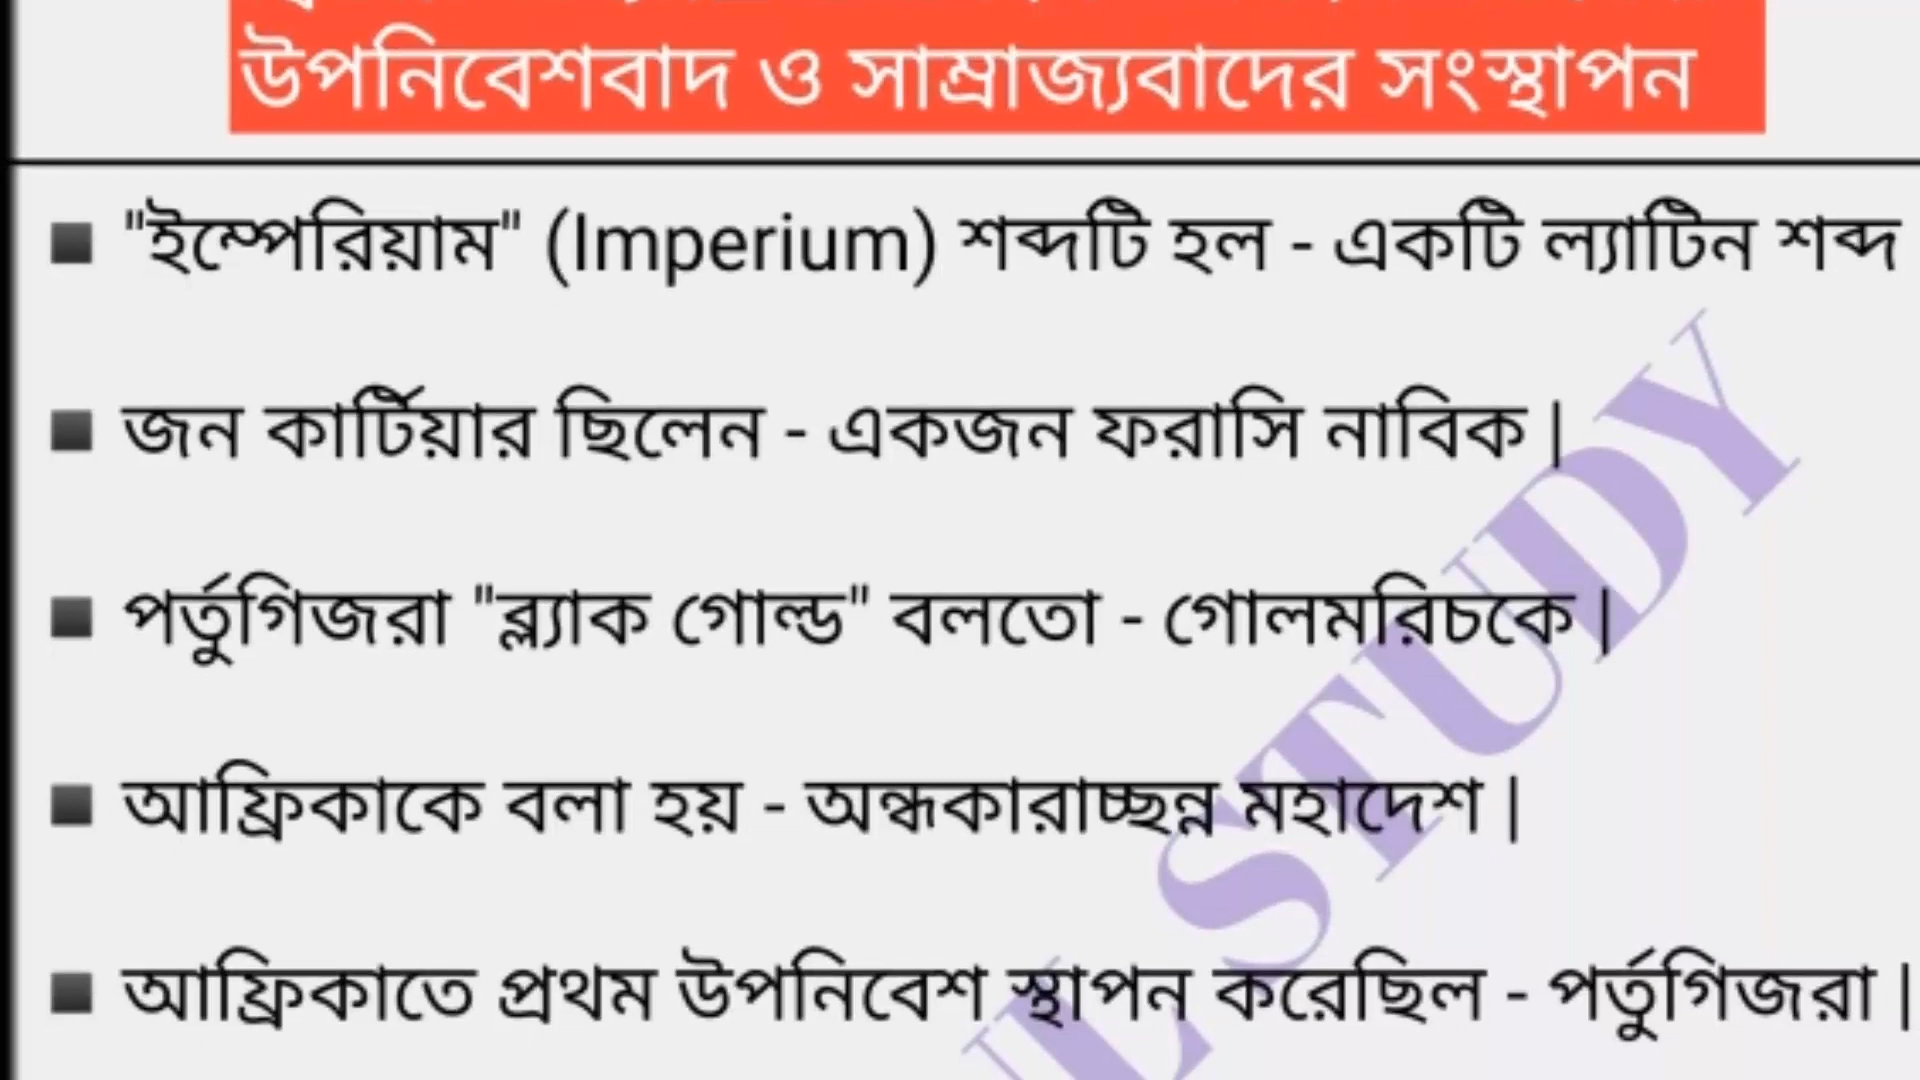 উপনিবেশবাদ ও সাম্রাজ্যবাদের সংস্থাপন
"ইম্পেরিয়াম" (Imperium) শব্দটি হল - একটি ল্যাটিন শব্দ
জন কার্টিয়ার ছিলেন - একজন ফরাসি নাবিক |
পর্তুগিজরা "ব্ল্যাক গোল্ড" বলতো - গোলমরিচকে |
আফ্রিকাকে বলা হয় - অন্ধকারাচ্ছন্ন মহাদেশ |
আফ্রিকাতে প্রথম উপনিবেশ স্থাপন করেছিল - পর্তুগিজরা |
STUDY